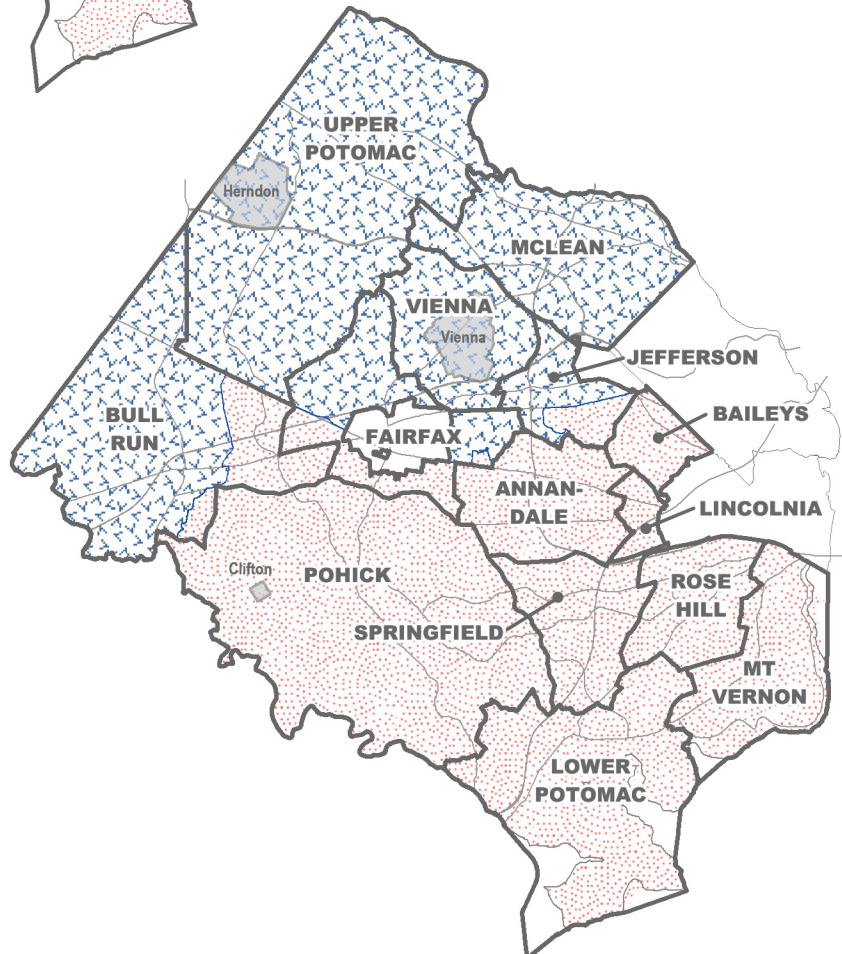 UPPER
POTOMAC
Herndon
MCLEAN
VIENNA
Vienna
JEFFERSON
BULL
RUN
BAILEYS
FAIRFAX
ANNAN-
DALE
LINCOLNIA
Clifton
POHICK
ROSE
HILL
SPRINGFIELD
MT
VERNON
LOWER
POTOMAC